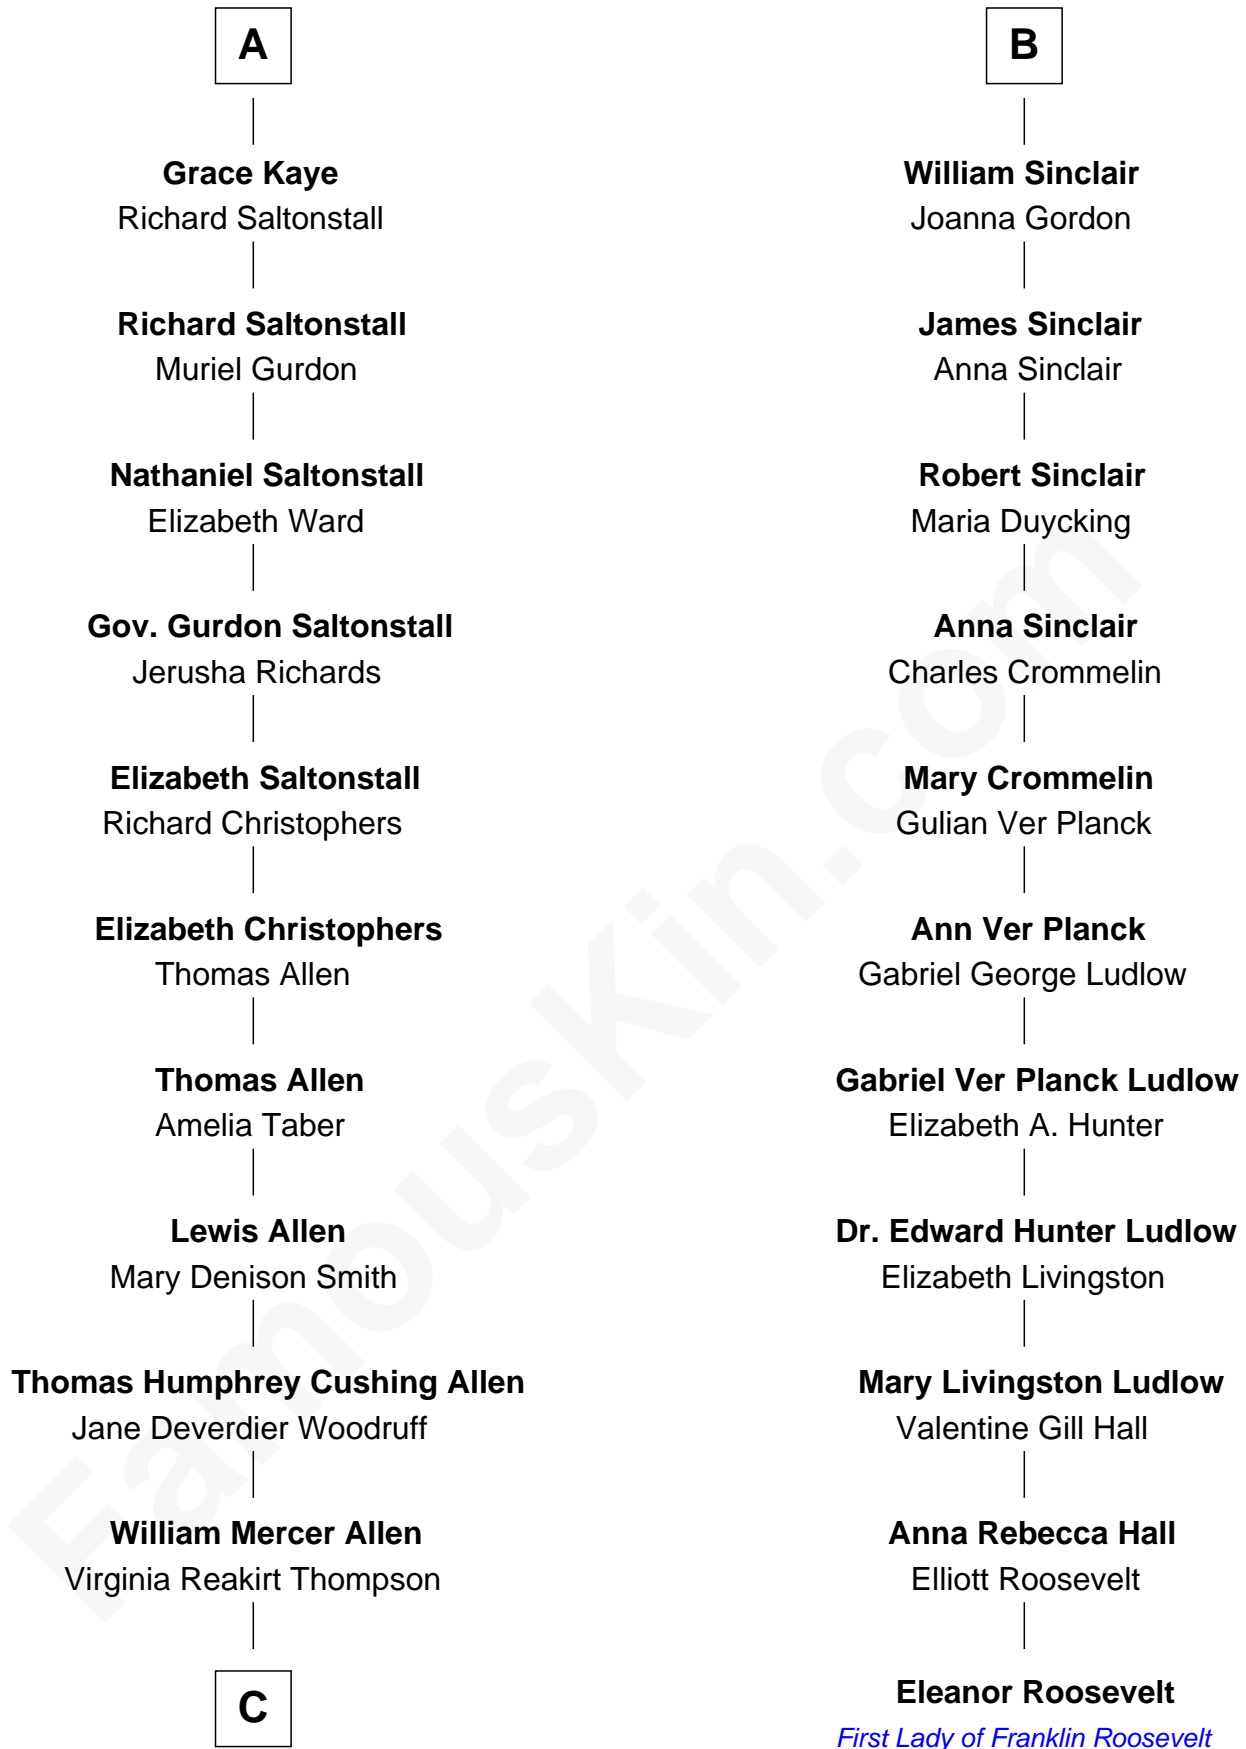 A
Grace Kaye
Richard Saltonstall
Richard Saltonstall
Muriel Gurdon
Nathaniel Saltonstall
Elizabeth Ward
Gov. Gurdon Saltonstall
Jerusha Richards
Elizabeth Saltonstall
Richard Christophers
Elizabeth Christophers
Thomas Allen
Thomas Allen
Amelia Taber
Lewis Allen
Mary Denison Smith
Thomas Humphrey Cushing Allen
Jane Deverdier Woodruff
William Mercer Allen
Virginia Reakirt Thompson
C
B
William Sinclair
Joanna Gordon
James Sinclair
Anna Sinclair
Robert Sinclair
Maria Duycking
Anna Sinclair
Charles Crommelin
Mary Crommelin
Gulian Ver Planck
Ann Ver Planck
Gabriel George Ludlow
Gabriel Ver Planck Ludlow
Elizabeth A. Hunter
Dr. Edward Hunter Ludlow
Elizabeth Livingston
Mary Livingston Ludlow
Valentine Gill Hall
Anna Rebecca Hall
Elliott Roosevelt
Eleanor Roosevelt
First Lady of Franklin Roosevelt
FamousKin.com